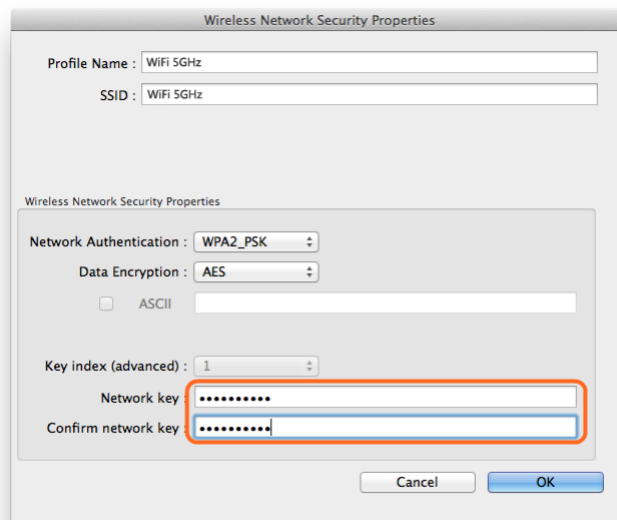 Wireless Network Security Properties
Profile Name : WiFi 5GHz
SSID : WiFi 5GHz
Wireless Network Security Properties
Network Authentication : WPA2_PSK
Data Encryption : AES
ASCII
Key index (advanced) : 1
Network key : ••••••••••
Confirm network key : ••••••••••
Cancel OK